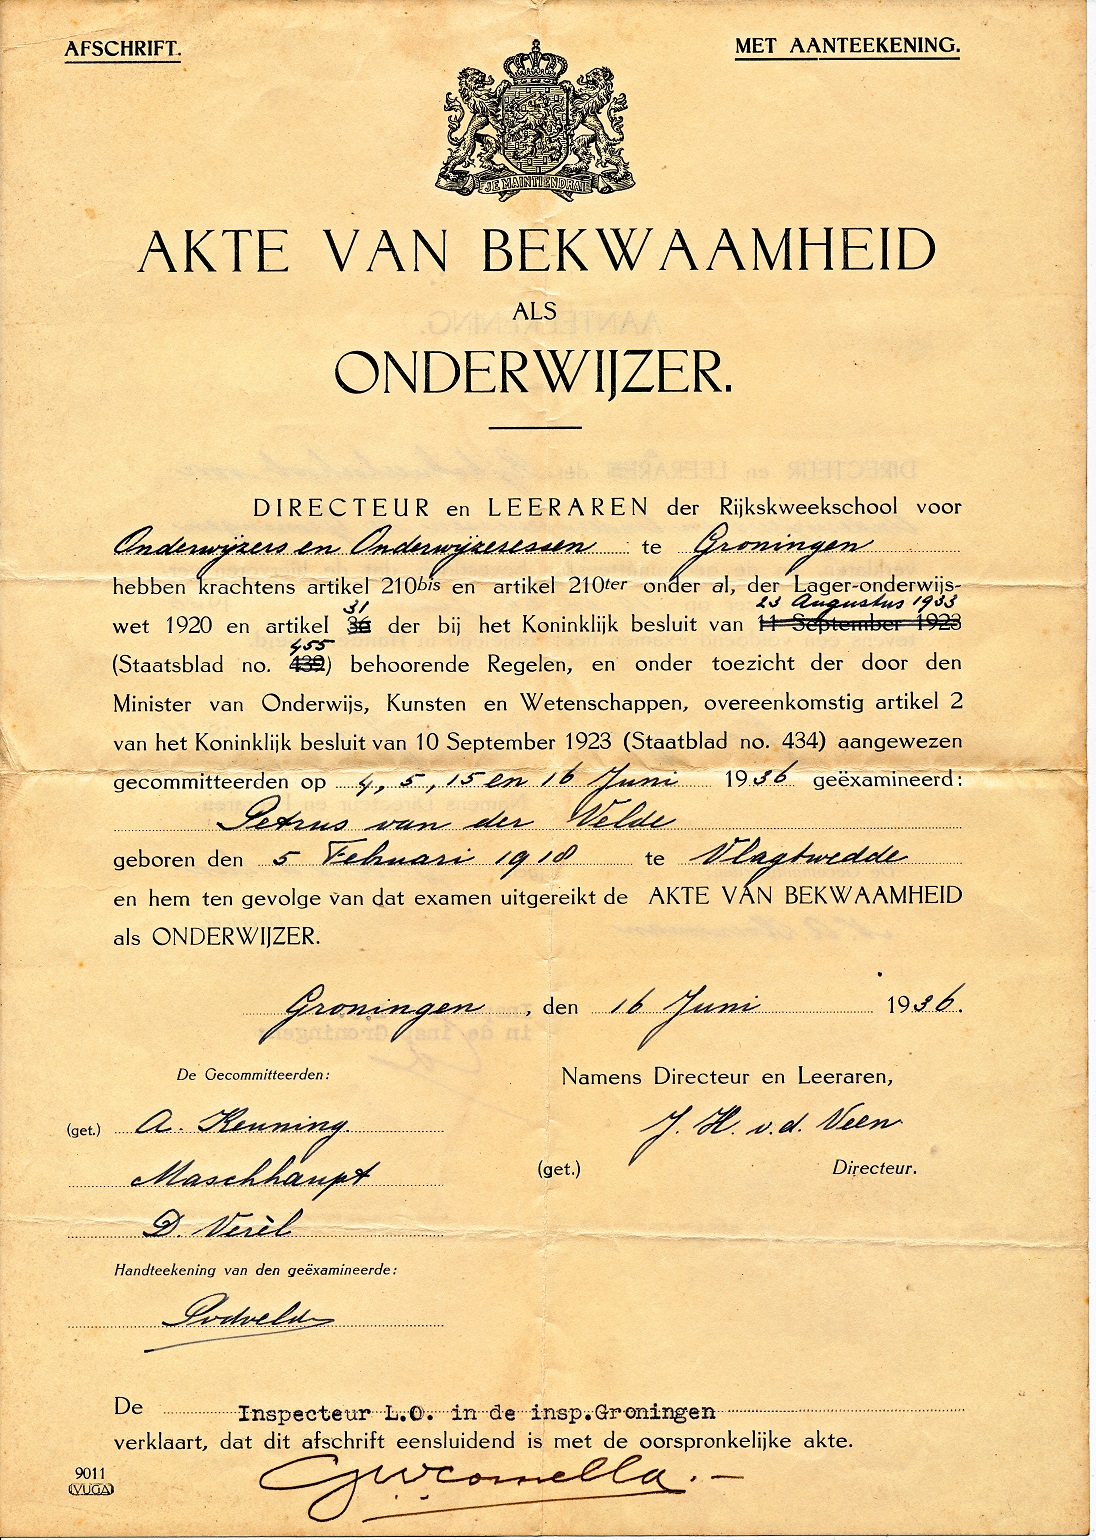 AFSCHRIFT.
MET AANTEEKENING.
JE MAINTIENDRAI
AKTE VAN BEKWAAMHEID
ALS
ONDERWIJZER.
DIRECTEUR en LEERAREN der Rijkskweekschool voor
Onderwijzers en Onderwijzeressen te Groningen
hebben krachtens artikel 210bis en artikel 210ter onder al, der Lager-onderwijs-
31 23 Augustus 1933
wet 1920 en artikel 36 der bij het Koninklijk besluit van 11 September 1923
455
(Staatsblad no. 439) behoorende Regelen, en onder toezicht der door den
Minister van Onderwijs, Kunsten en Wetenschappen, overeenkomstig artikel 2
van het Koninklijk besluit van 10 September 1923 (Staatblad no. 434) aangewezen
gecommitteerden op 4, 5, 15 en 16 Juni 1936 geëxamineerd:
Petrus van der Velde
geboren den 5 Februari 1918 te Vlagtwedde
en hem ten gevolge van dat examen uitgereikt de AKTE VAN BEKWAAMHEID
als ONDERWIJZER.
Groningen, den 16 Juni 1936.
De Gecommitteerden:
Namens Directeur en Leeraren,
(get.) A. Keuning.
J. H. v.d. Veen
Maschhaupt
(get.) Directeur.
D. Verèl
Handteekening van den geëxamineerde:
Pvdvelde
De Inspecteur L.O. in de insp.Groningen
verklaart, dat dit afschrift eensluidend is met de oorspronkelijke akte.
9011
(VUGA)